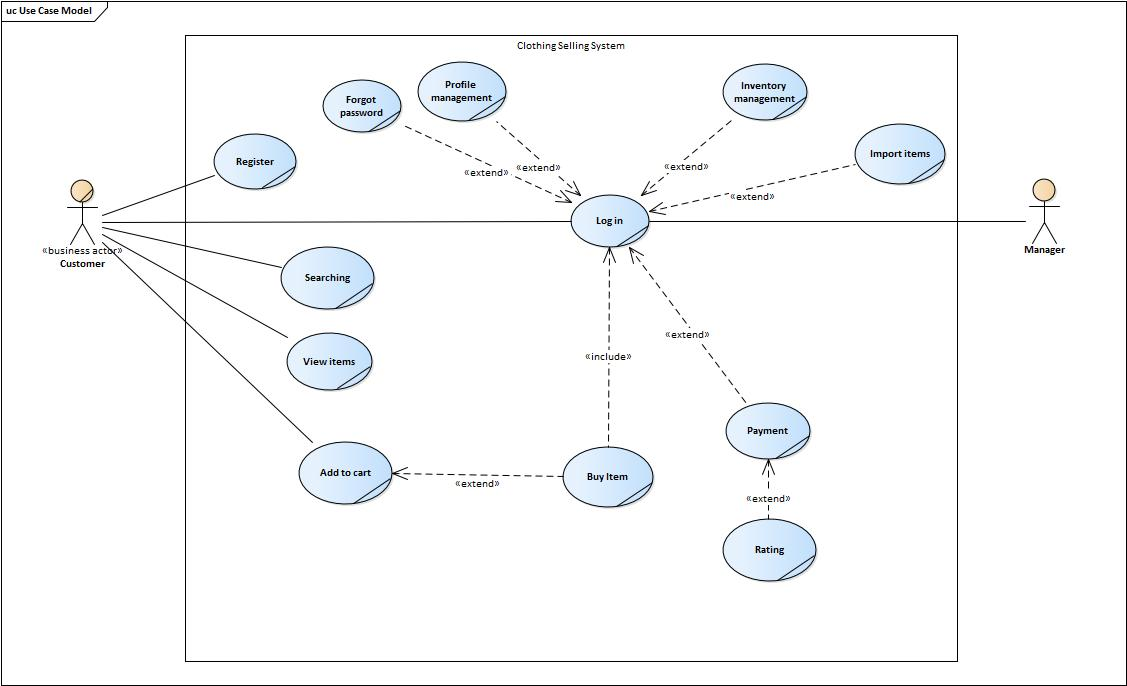 uc Use Case Model
Clothing Selling System
Forgot
password
Profile
management
Inventory
management
Register
Import items
«extend»
«extend»
«extend»
«extend»
Log in
«business actor»
Customer
Manager
Searching
«extend»
«include»
View items
Payment
Add to cart
Buy Item
«extend»
«extend»
Rating